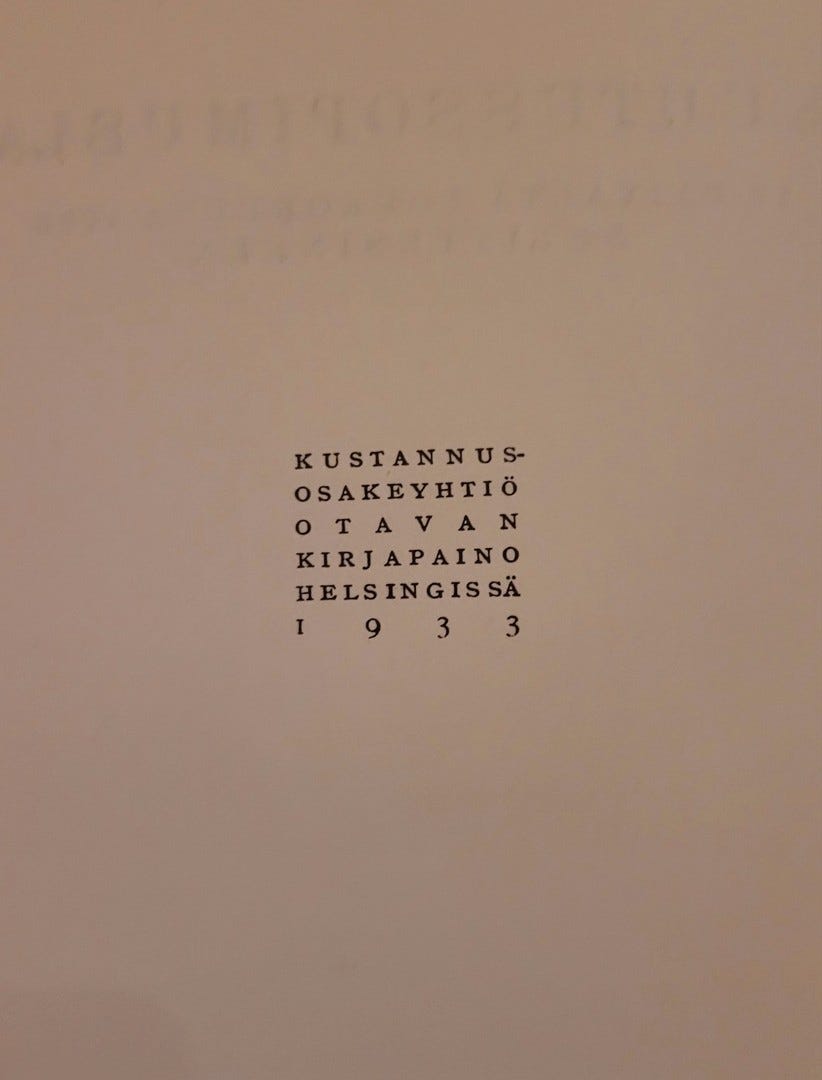 KUSTANNUS-
OSAKEYHTIÖ
OTAVAN
KIRJAPAINO
HELSINGISSÄ
1933